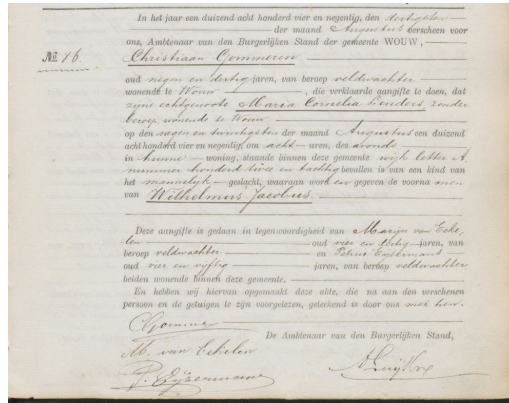 In het jaar een duizend acht honderd vier en negentig, den dertigsten
der maand Augustus verscheen voor
ons, Ambtenaar van den Burgerlijken Stand der gemeente WOUW,
No. 86. Christiaan Gommeren
oud negen en dertig jaren, van beroep veldwachter
wonende te Wouw, die verklaarde aangifte te doen, dat
zijne echtgenoote Maria CorneliaEnders zonder
beroep wonende te Wouw
op den negen en twintigsten der maand Augustus een duizend
acht honderd vier en negentig, om acht uren, des avonds
in hunne woning, staande binnen deze gemeente wijk letter A
nummer honderd twee en tachtig bevallen is van een kind van
het mannelijk geslacht, waaraan word en gegeven de voorna men
van Wilhelmus Jacobus.
Deze aangifte is gedaan in tegenwoordigheid van Marijn van Eeke-
len oud vier en dertig jaren, van
beroep veldwachter en Petrus Eijsermans
oud vier en vijftig jaren, van beroep veldwachter
beiden wonende binnen deze gemeente.
En hebben wij hiervan opgemaakt deze akte, die na aan den verschenen
persoon en de getuigen te zijn voorgelezen, geteekend is door ons met hen.
C Gommeren
De Ambtenaar van den Burgerlijken Stand,
M. van Eekelen
P. Eijsermans